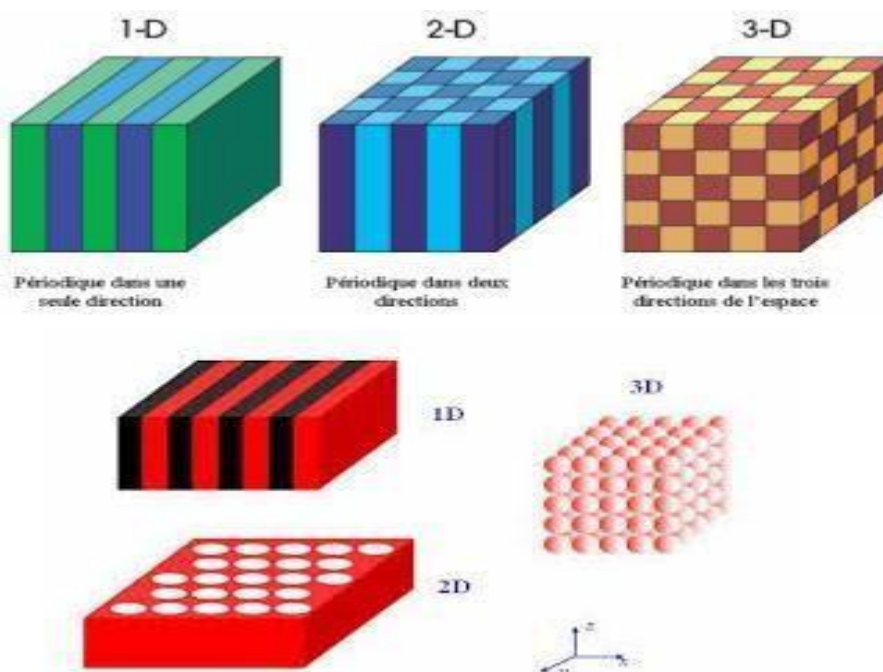 1-D
2-D
3-D
Périodique dans une
seule direction
Périodique dans deux
directions
Périodique dans les trois
directions de l'espace
1D
3D
2D
z
x